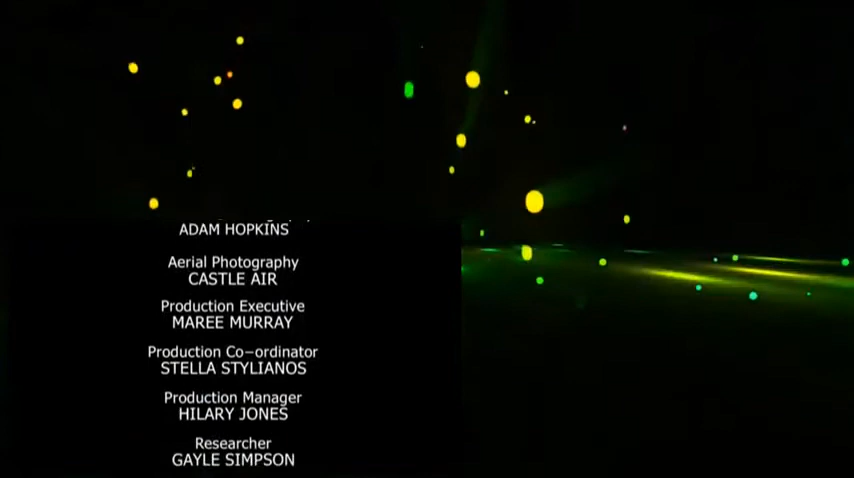 ADAM HOPKINS
Aerial Photography
CASTLE AIR
Production Executive
MAREE MURRAY
Production Co-ordinator
STELLA STYLIANOS
Production Manager
HILARY JONES
Researcher
GAYLE SIMPSON